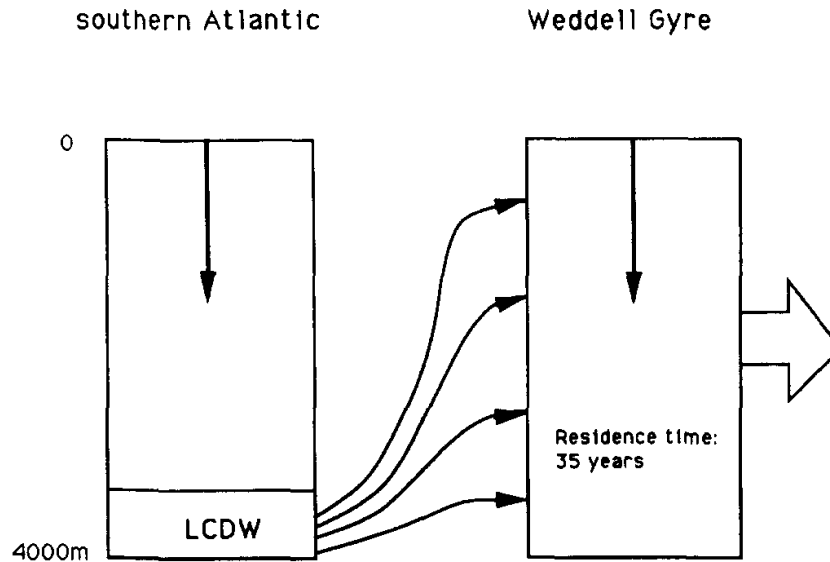 southern Atlantic
Weddell Gyre
0
Residence time:
35 years
LCDW
4000m